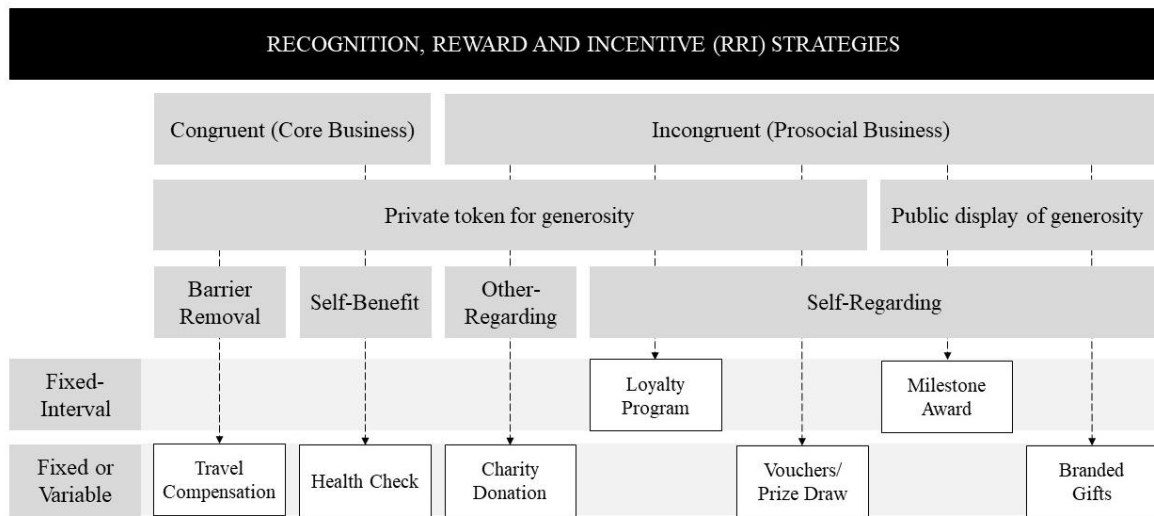 RECOGNITION, REWARD AND INCENTIVE (RRI) STRATEGIES
Congruent (Core Business)
Incongruent (Prosocial Business)
Private token for generosity
Public display of generosity
Barrier
Removal
Self-Benefit
Other-
Regarding
Self-Regarding
Fixed-
Interval
Loyalty
Program
Milestone
Award
Fixed or
Variable
Travel
Compensation
Health Check
Charity
Donation
Vouchers/
Prize Draw
Branded
Gifts